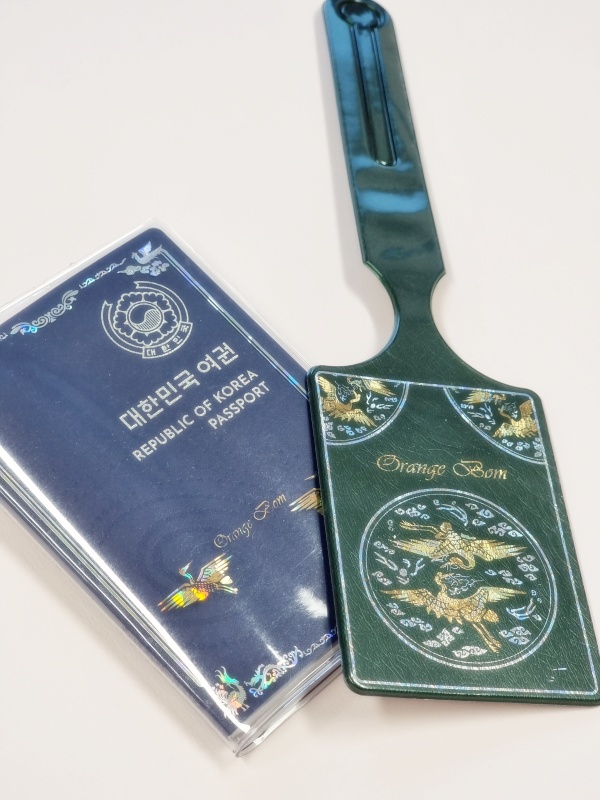 대한민국
대한민국 여권
REPUBLIC OF KOREA
PASSPORT
Orange Bom
Orange Bom